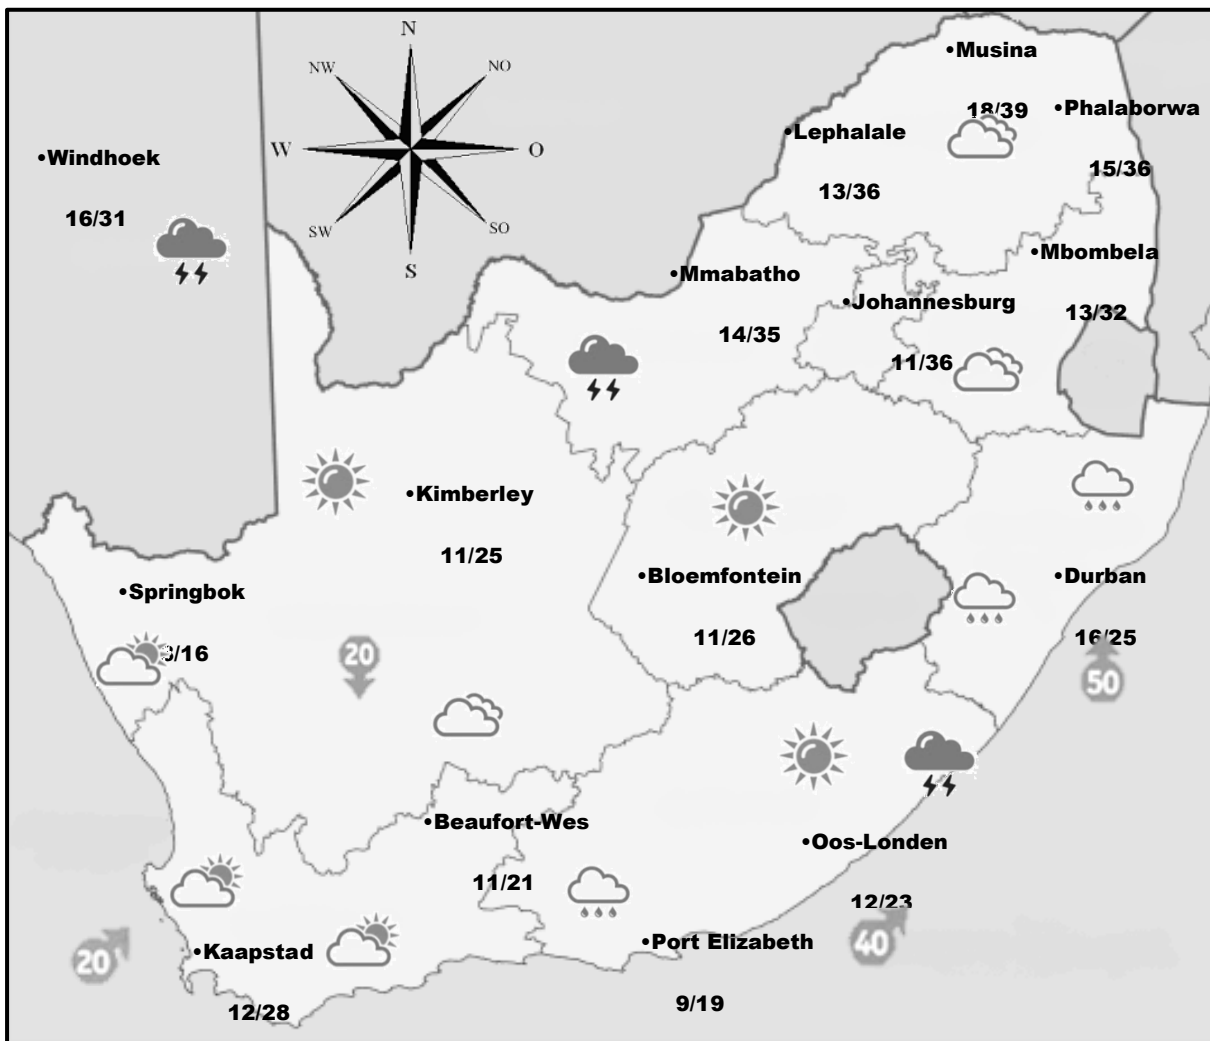 N
NW
NO
W
O
SW
SO
S
•Musina
18/39
•Phalaborwa
15/36
•Lephalale
13/36
•Windhoek
16/31
•Mbombela
13/32
•Mmabatho
14/35
•Johannesburg
11/36
•Kimberley
11/25
•Bloemfontein
11/26
•Durban
16/25
50
•Springbok
/16
20
•Beaufort-Wes
11/21
•Oos-Londen
12/23
40
•Port Elizabeth
9/19
•Kaapstad
12/28
20